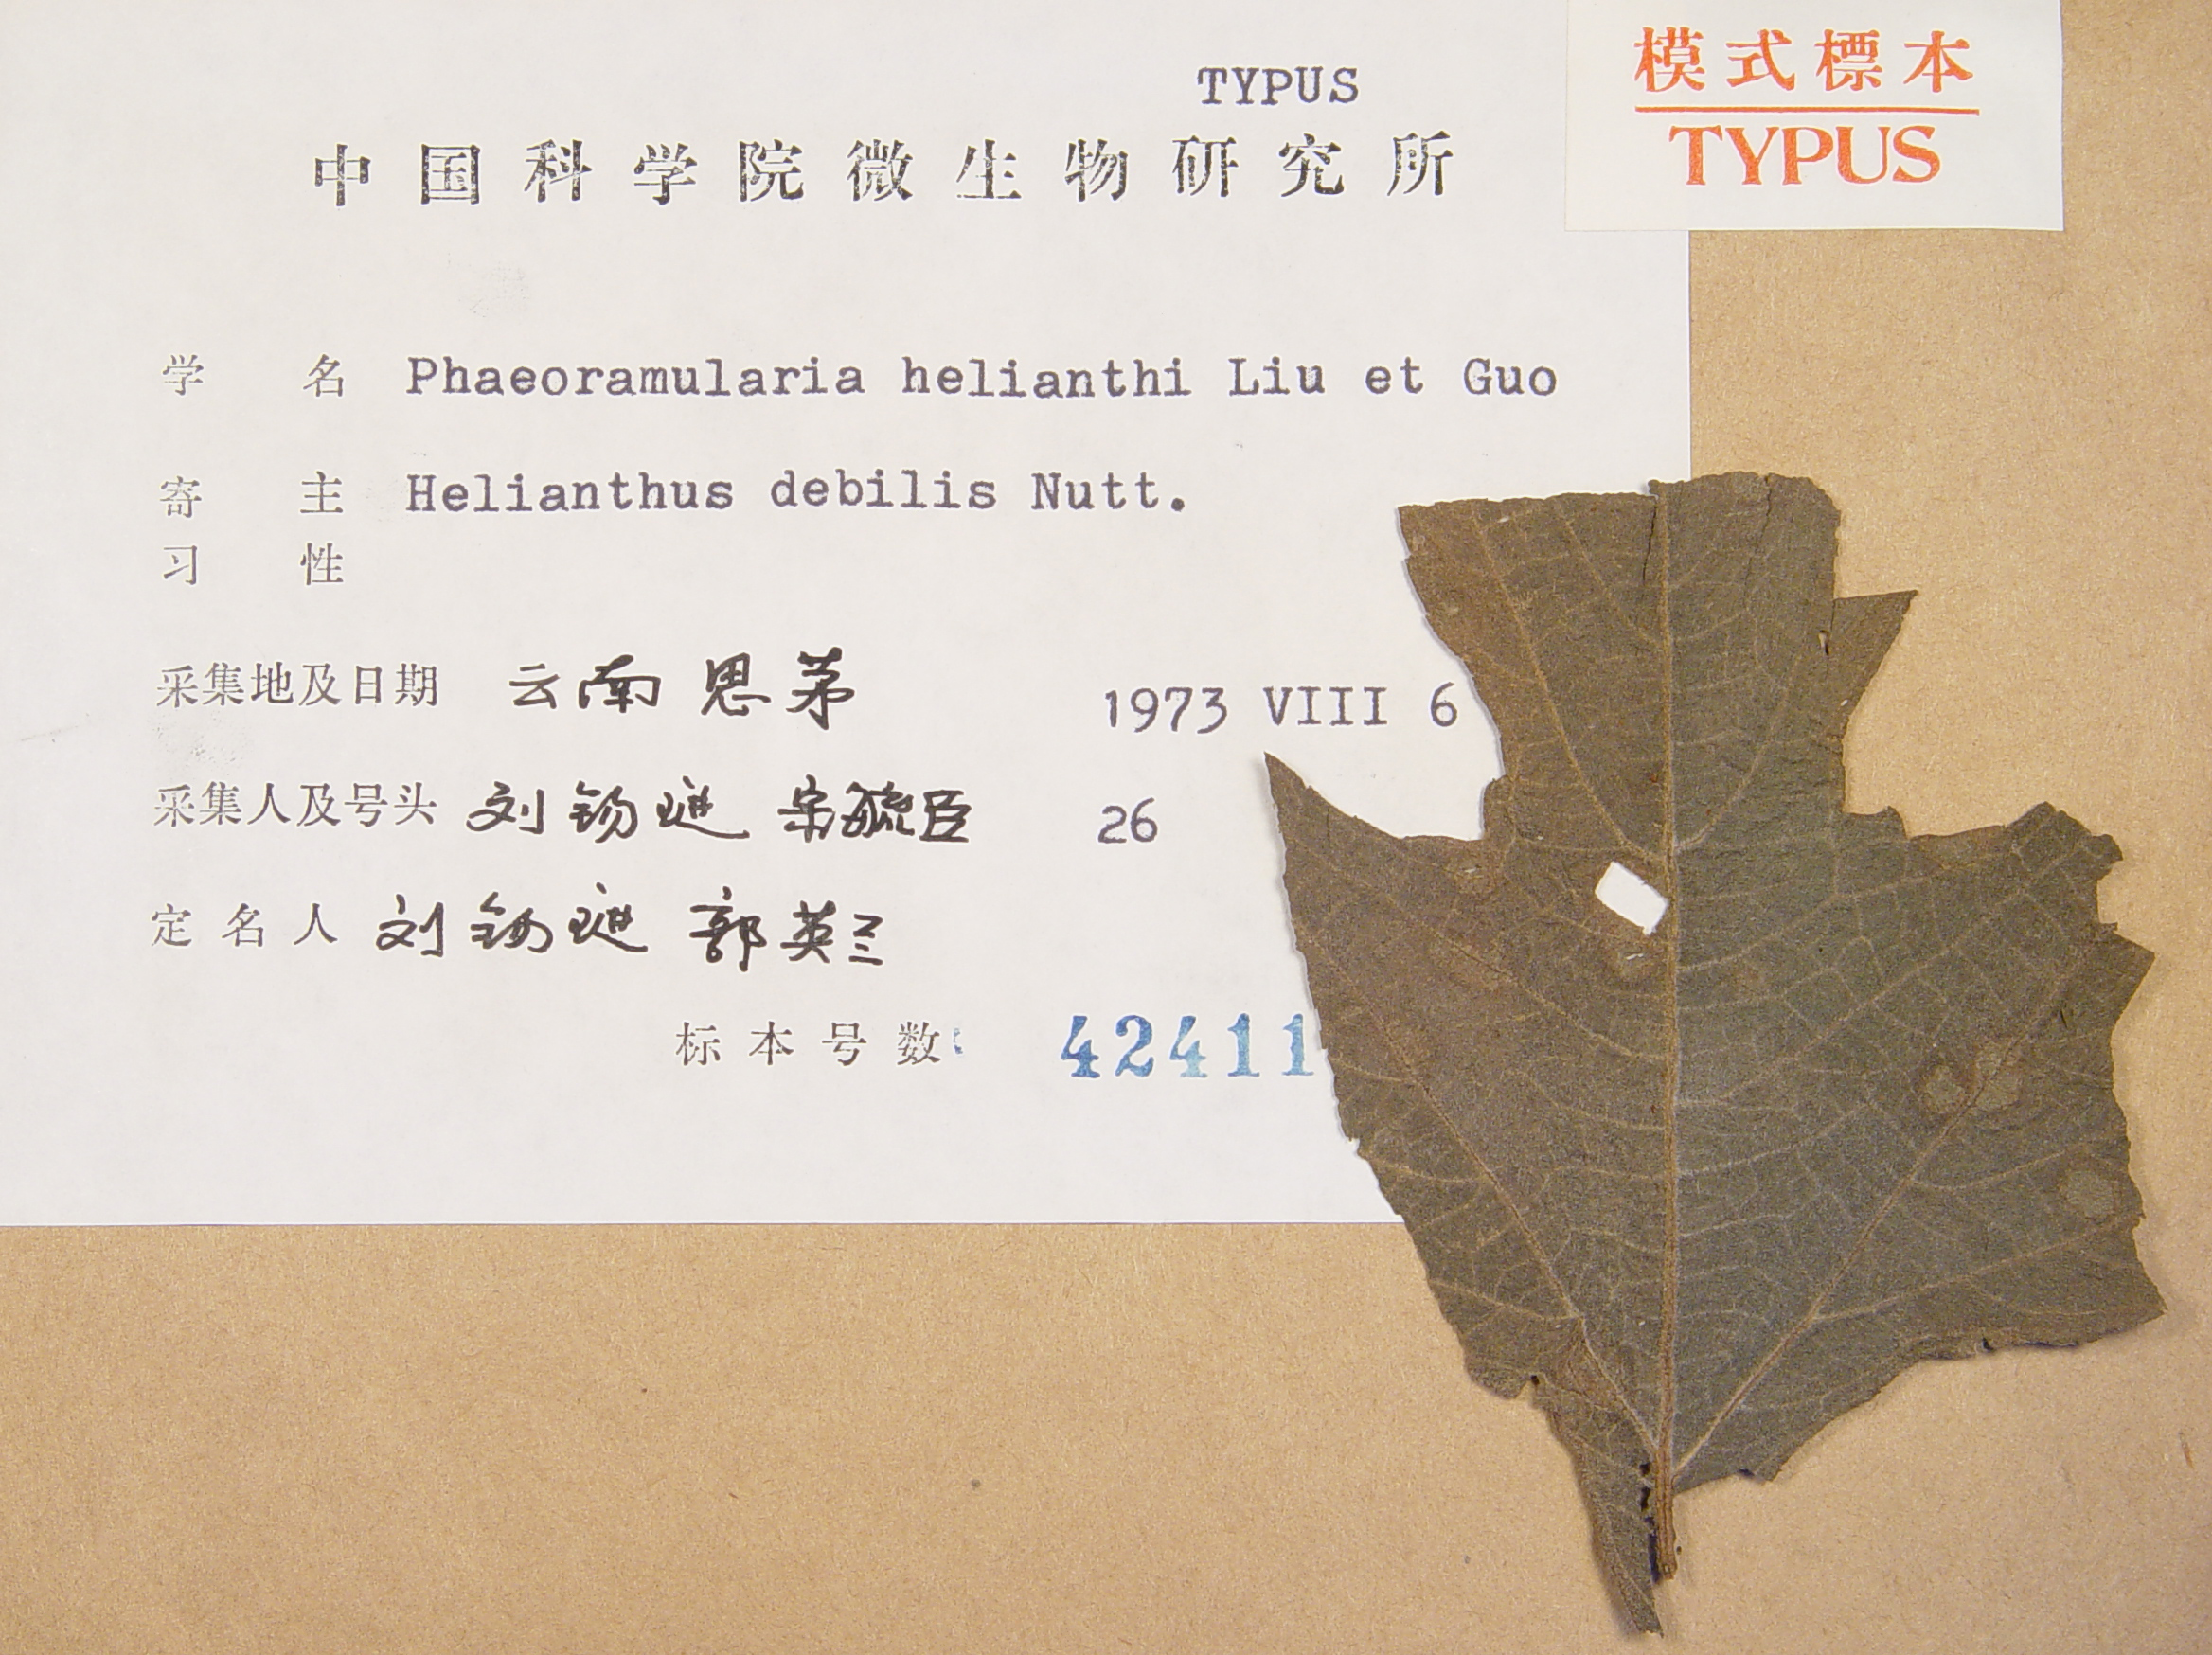 模式標本
TYPUS
TYPUS
中国科学院微生物研究所
学名 Phaeoramularia helianthi Liu et Guo
寄主 Helianthus debilis Nutt.
习性
采集地及日期 云南 思茅 1973 VIII 6
采集人及号头 刘锡琎 宗毓臣 26
定名人 刘锡琎 郭英兰
标本号数: 42411